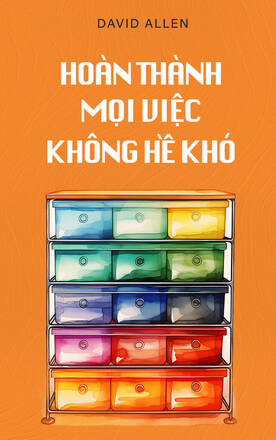 DAVID ALLEN
HOÀN THÀNH
MỌI VIỆC
KHÔNG HỀ KHÓ